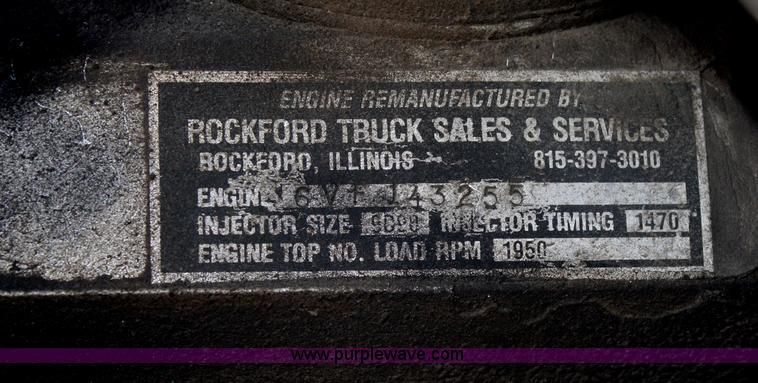 ENGINE REMANUFACTURED BY
ROCKFORD TRUCK SALES & SERVICES
ROCKFORD, ILLINOIS 815-397-3010
ENGINE 143255
INJECTOR SIZE INJECTOR TIMING 1470
ENGINE TOP NO. LOAD RPM 1950
www.purplewave.com